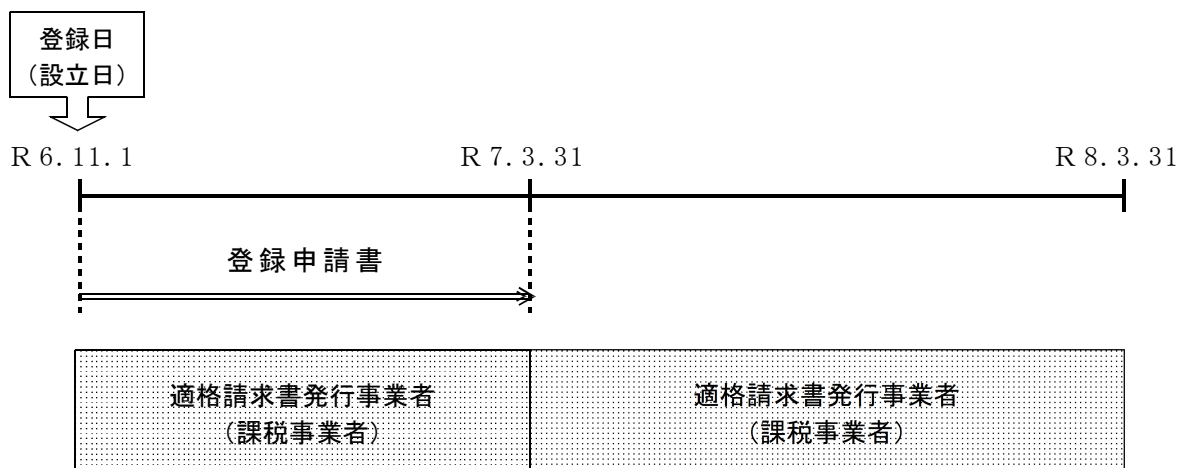 登録日
（設立日）
R 6. 11. 1 R 7. 3. 31 R 8. 3. 31
登録申請書
適格請求書発行事業者
（課税事業者）
適格請求書発行事業者
（課税事業者）